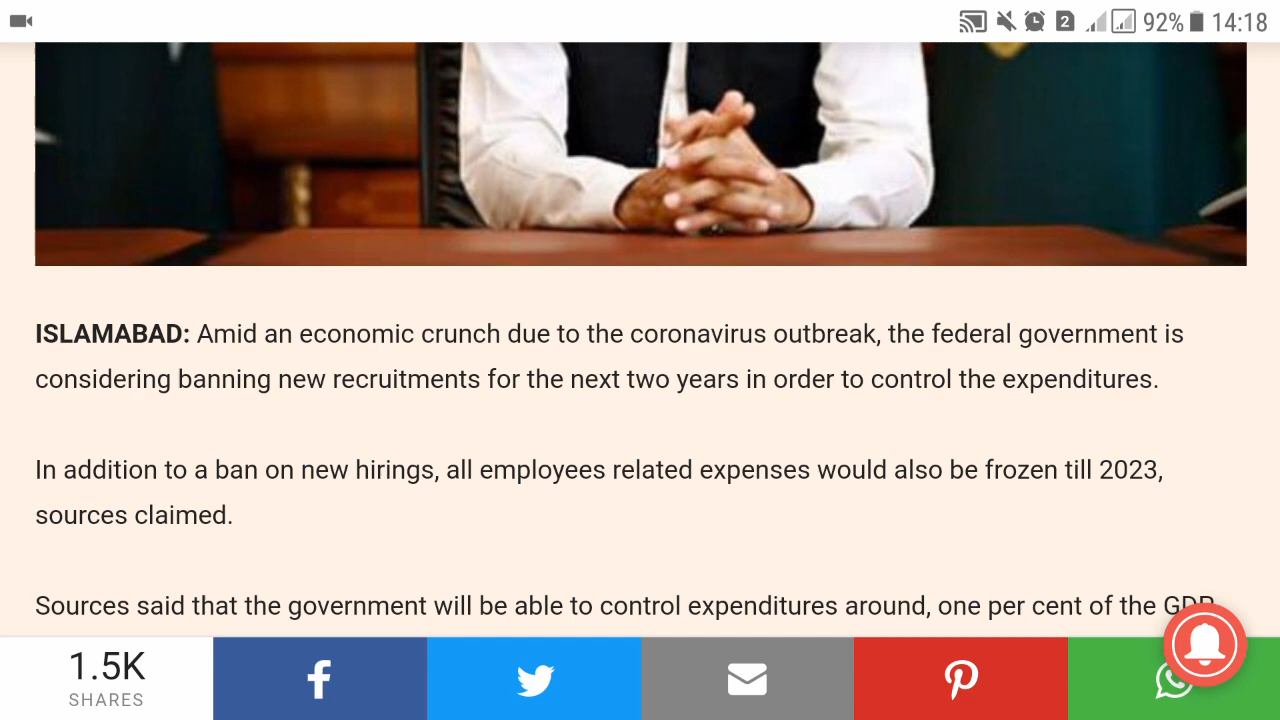 2 92% 14:18
ISLAMABAD: Amid an economic crunch due to the coronavirus outbreak, the federal government is
considering banning new recruitments for the next two years in order to control the expenditures.
In addition to a ban on new hirings, all employees related expenses would also be frozen till 2023,
sources claimed.
Sources said that the government will be able to control expenditures around, one per cent of the GDP
1.5K
SHARES